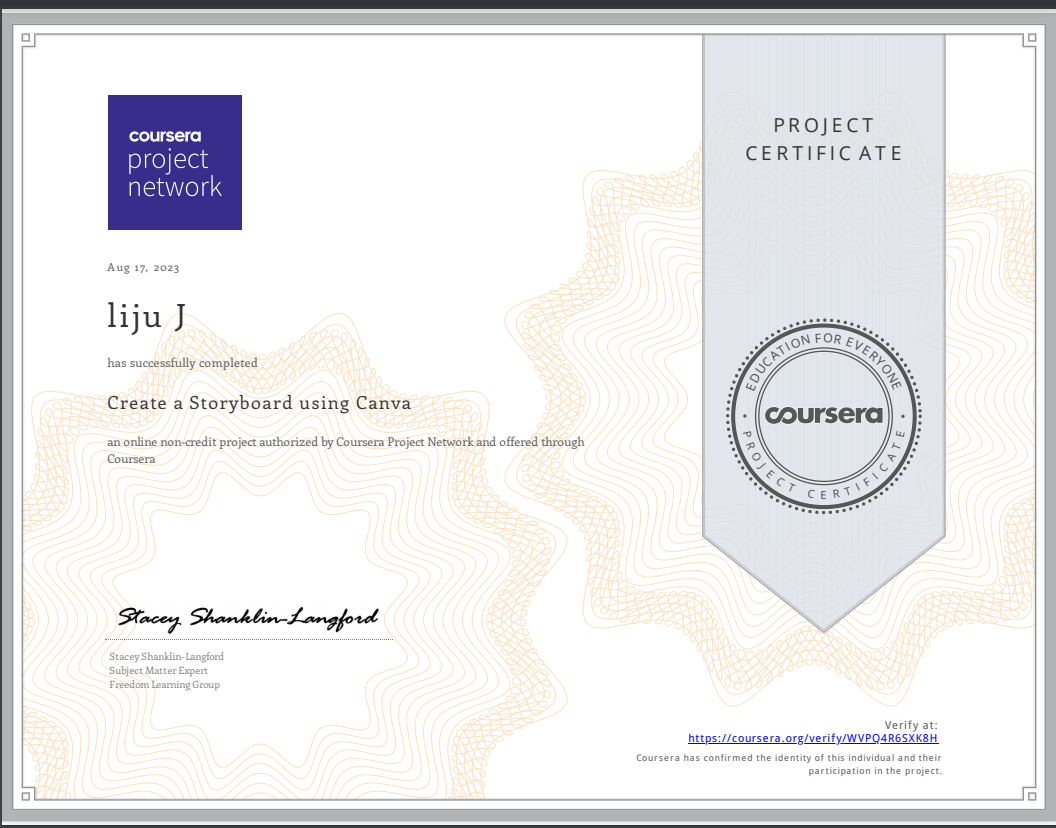 coursera
project
network
Aug 17, 2023
liju J
has successfully completed
Create a Storyboard using Canva
an online non-credit project authorized by Coursera Project Network and offered through
Coursera
Stacey Shanklin-Langford
Stacey Shanklin-Langford
Subject Matter Expert
Freedom Learning Group
PROJECT
CERTIFICATE
EDUCATION FOR EVERYONE
coursera
PROJECT CERTIFICATE
Verify at:
https://coursera.org/verify/WVPQ4R6SXK8H
Coursera has confirmed the identity of this individual and their
participation in the project.